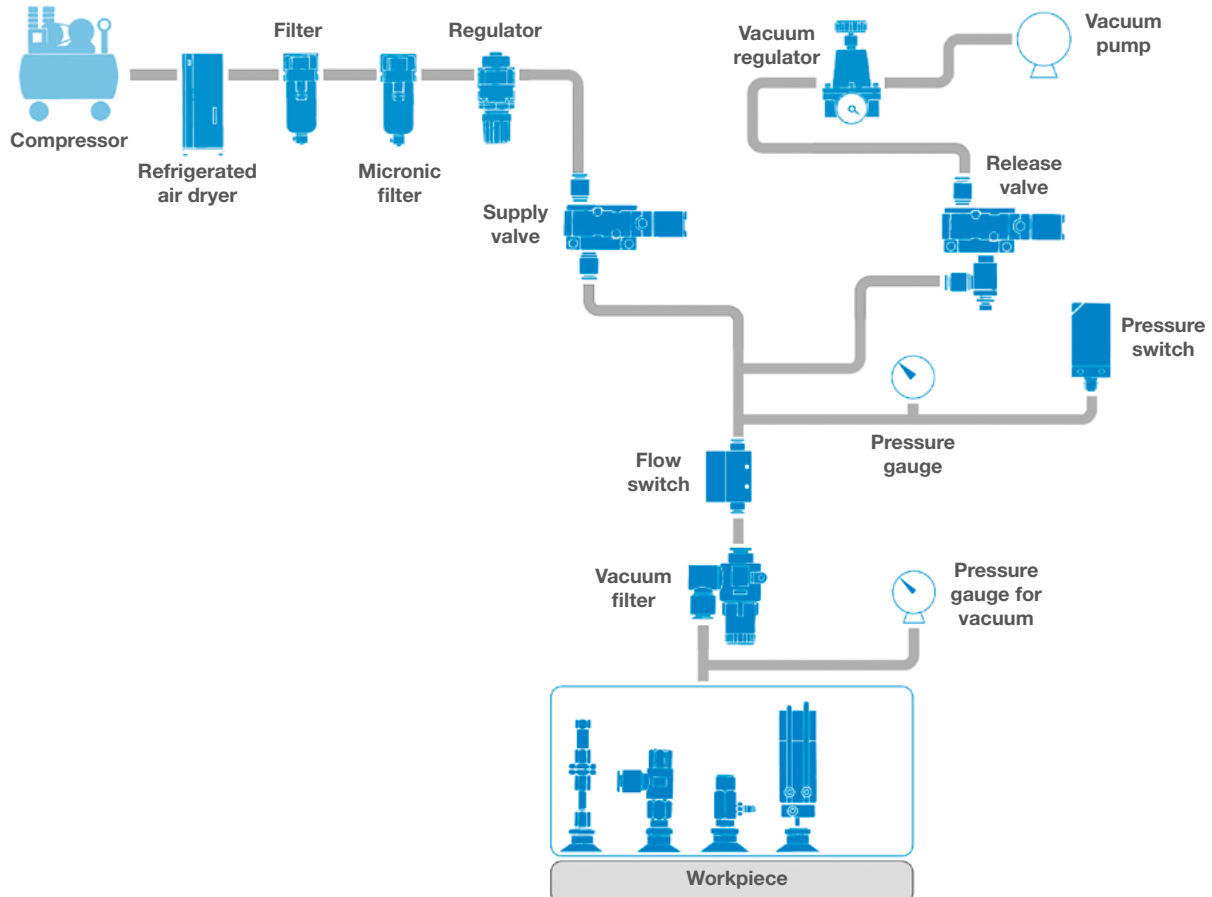 Filter
Regulator
Vacuum
regulator
Vacuum
pump
Compressor
Refrigerated
air dryer
Micronic
filter
Release
valve
Supply
valve
Pressure
switch
Pressure
gauge
Flow
switch
Vacuum
filter
Pressure
gauge for
vacuum
Workpiece